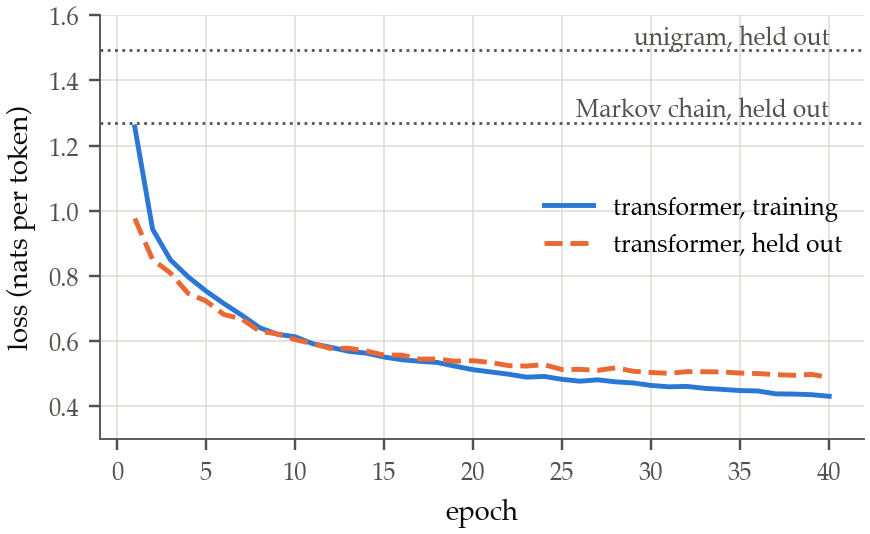 1.6
unigram, held out
1.4
Markov chain, held out
1.2
loss (nats per token)
1.0
transformer, training
transformer, held out
0.8
0.6
0.4
0 5 10 15 20 25 30 35 40
epoch